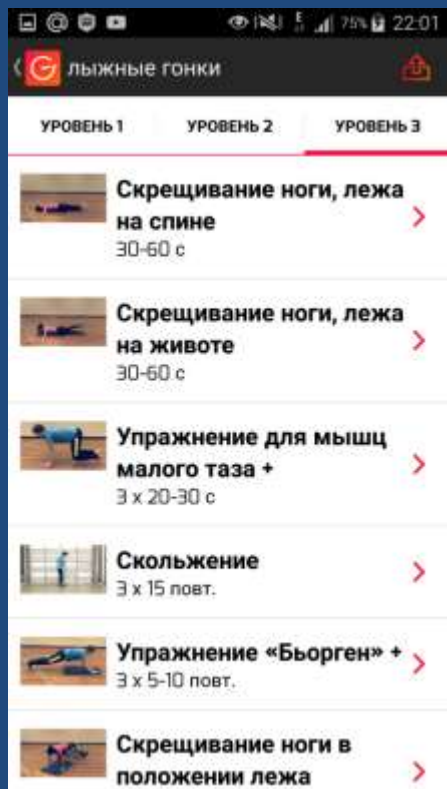 75% 22:01
лыжные гонки
УРОВЕНЬ 1 УРОВЕНЬ 2 УРОВЕНЬ 3
Скрещивание ноги, лежа
на спине
30-60 с
Скрещивание ноги, лежа
на животе
30-60 с
Упражнение для мышц
малого таза +
3 x 20-30 с
Скольжение
3 x 15 повт.
Упражнение «Бьорген» +
3 x 5-10 повт.
Скрещивание ноги в
положении лежа